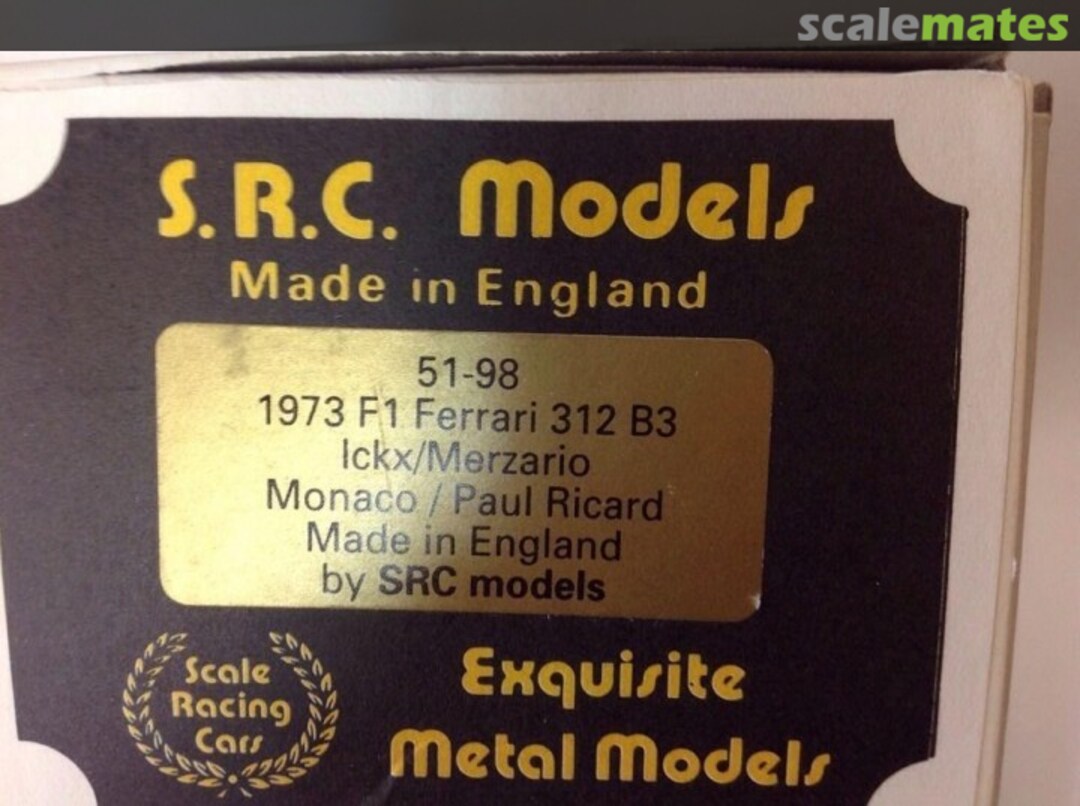 scalemates
S.R.C. Models
Made in England
51-98
1973 F1 Ferrari 312 B3
Ickx/Merzario
Monaco / Paul Ricard
Made in England
by SRC models
Scale
Racing
Cars
Exquisite
Metal Models